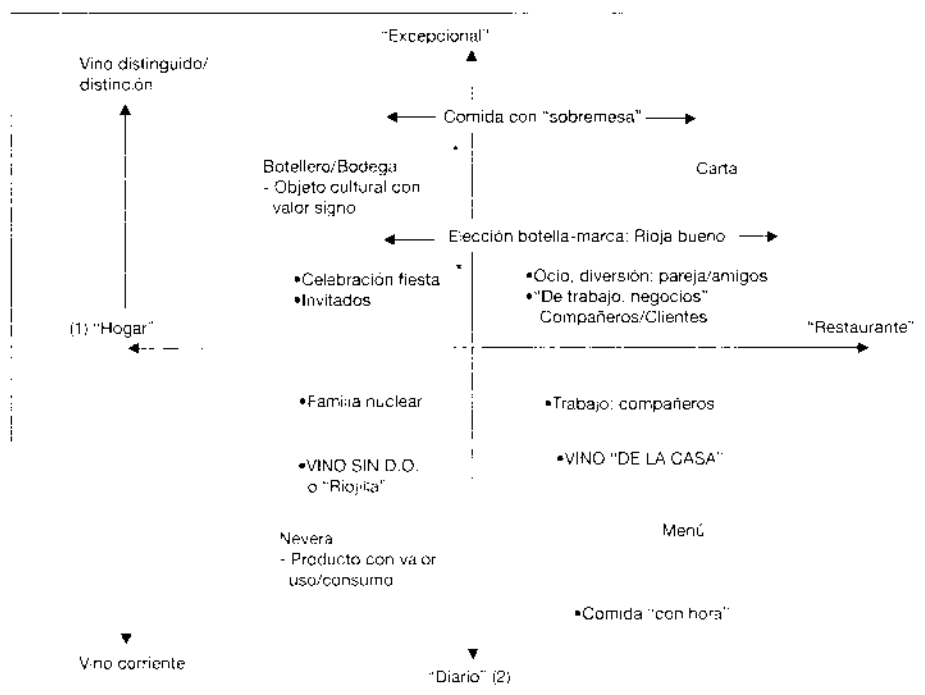 "Excepcional"
Vino distinguido/
distinción
Comida con "sobremesa"
Botellero/Bodega
- Objeto cultural con
valor signo
Carta
Elección botella-marca: Rioja bueno
•Celebración fiesta
•Invitados
•Ocio, diversión: pareja/amigos
•"De trabajo, negocios"
Compañeros/Clientes
(1) "Hogar"
"Restaurante"
•Familia nuclear
•Trabajo: compañeros
•VINO SIN D.O.
o "Riojita"
•VINO "DE LA CASA"
Nevera
- Producto con valor
uso/consumo
Menú
•Comida "con hora"
Vino corriente
"Diario" (2)